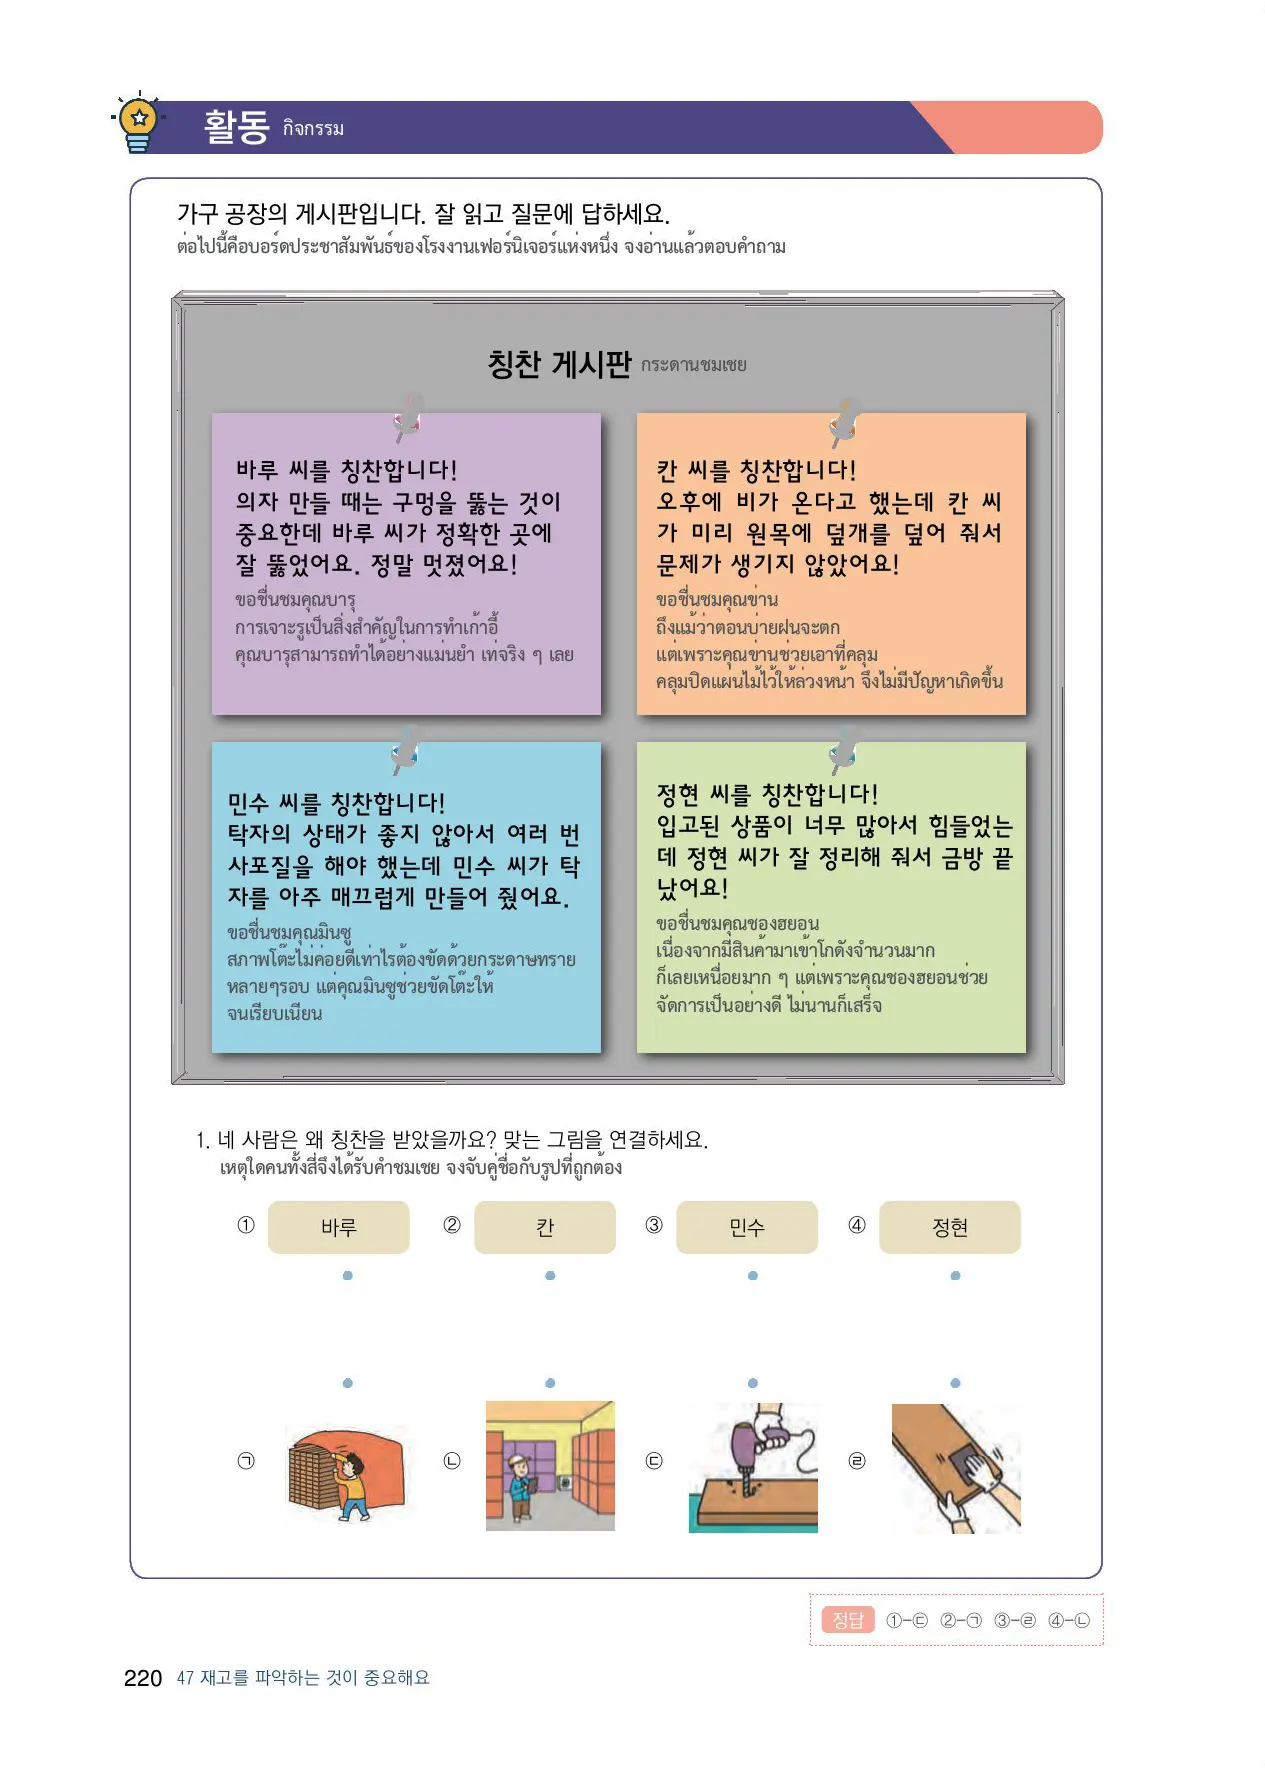 활동 กิจกรรม
가구 공장의 게시판입니다. 잘 읽고 질문에 답하세요.
ต่อไปนี้คือบอร์ดประชาสัมพันธ์ของโรงงานเฟอร์นิเจอร์แห่งหนึ่ง จงอ่านแล้วตอบคำถาม
칭찬 게시판 กระดานชมเชย
바루 씨를 칭찬합니다!
의자 만들 때는 구멍을 뚫는 것이
중요한데 바루 씨가 정확한 곳에
잘 뚫었어요. 정말 멋졌어요!
ขอชื่นชมคุณบารุ
การเจาะรูเป็นสิ่งสำคัญในการทำเก้าอี้
คุณบารุสามารถทำได้อย่างแม่นยำ เท่จริง ๆ เลย
칸 씨를 칭찬합니다!
오후에 비가 온다고 했는데 칸 씨
가 미리 원목에 덮개를 덮어 줘서
문제가 생기지 않았어요!
ขอชื่นชมคุณข่าน
ถึงแม้ว่าตอนบ่ายฝนจะตก
แต่เพราะคุณข่านช่วยเอาที่คลุม
คลุมปิดแผนไม้ไว้ให้ล่วงหน้า จึงไม่มีปัญหาเกิดขึ้น
민수 씨를 칭찬합니다!
탁자의 상태가 좋지 않아서 여러 번
사포질을 해야 했는데 민수 씨가 탁
자를 아주 매끄럽게 만들어 줬어요.
ขอชื่นชมคุณมินซู
สภาพโต๊ะไม่ค่อยดีเท่าไรต้องขัดด้วยกระดาษทราย
หลายๆรอบ แต่คุณมินซูช่วยขัดโต๊ะให้
จนเรียบเนียน
정현 씨를 칭찬합니다!
입고된 상품이 너무 많아서 힘들었는
데 정현 씨가 잘 정리해 줘서 금방 끝
났어요!
ขอชื่นชมคุณชองฮยอน
เนื่องจากมีสินค้ามาเข้าโกดังจำนวนมาก
ก็เลยเหนื่อยมาก ๆ แต่เพราะคุณชองฮยอนช่วย
จัดการเป็นอย่างดี ไม่นานก็เสร็จ
1. 네 사람은 왜 칭찬을 받았을까요? 맞는 그림을 연결하세요.
เหตุใดคนทั้งสี่จึงได้รับคำชมเชย จงจับคู่ชื่อกับรูปที่ถูกต้อง
① 바루 ② 칸 ③ 민수 ④ 정현
㉠ ㉡ ㉢ ㉣
정답 ①-㉢ ②-㉠ ③-㉣ ④-㉡
220 47 재고를 파악하는 것이 중요해요